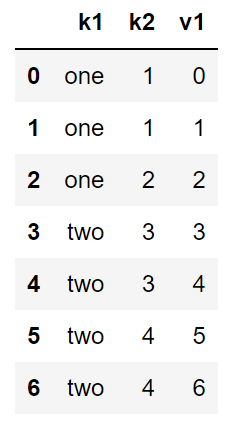 k1 k2 v1
0 one 1 0
1 one 1 1
2 one 2 2
3 two 3 3
4 two 3 4
5 two 4 5
6 two 4 6